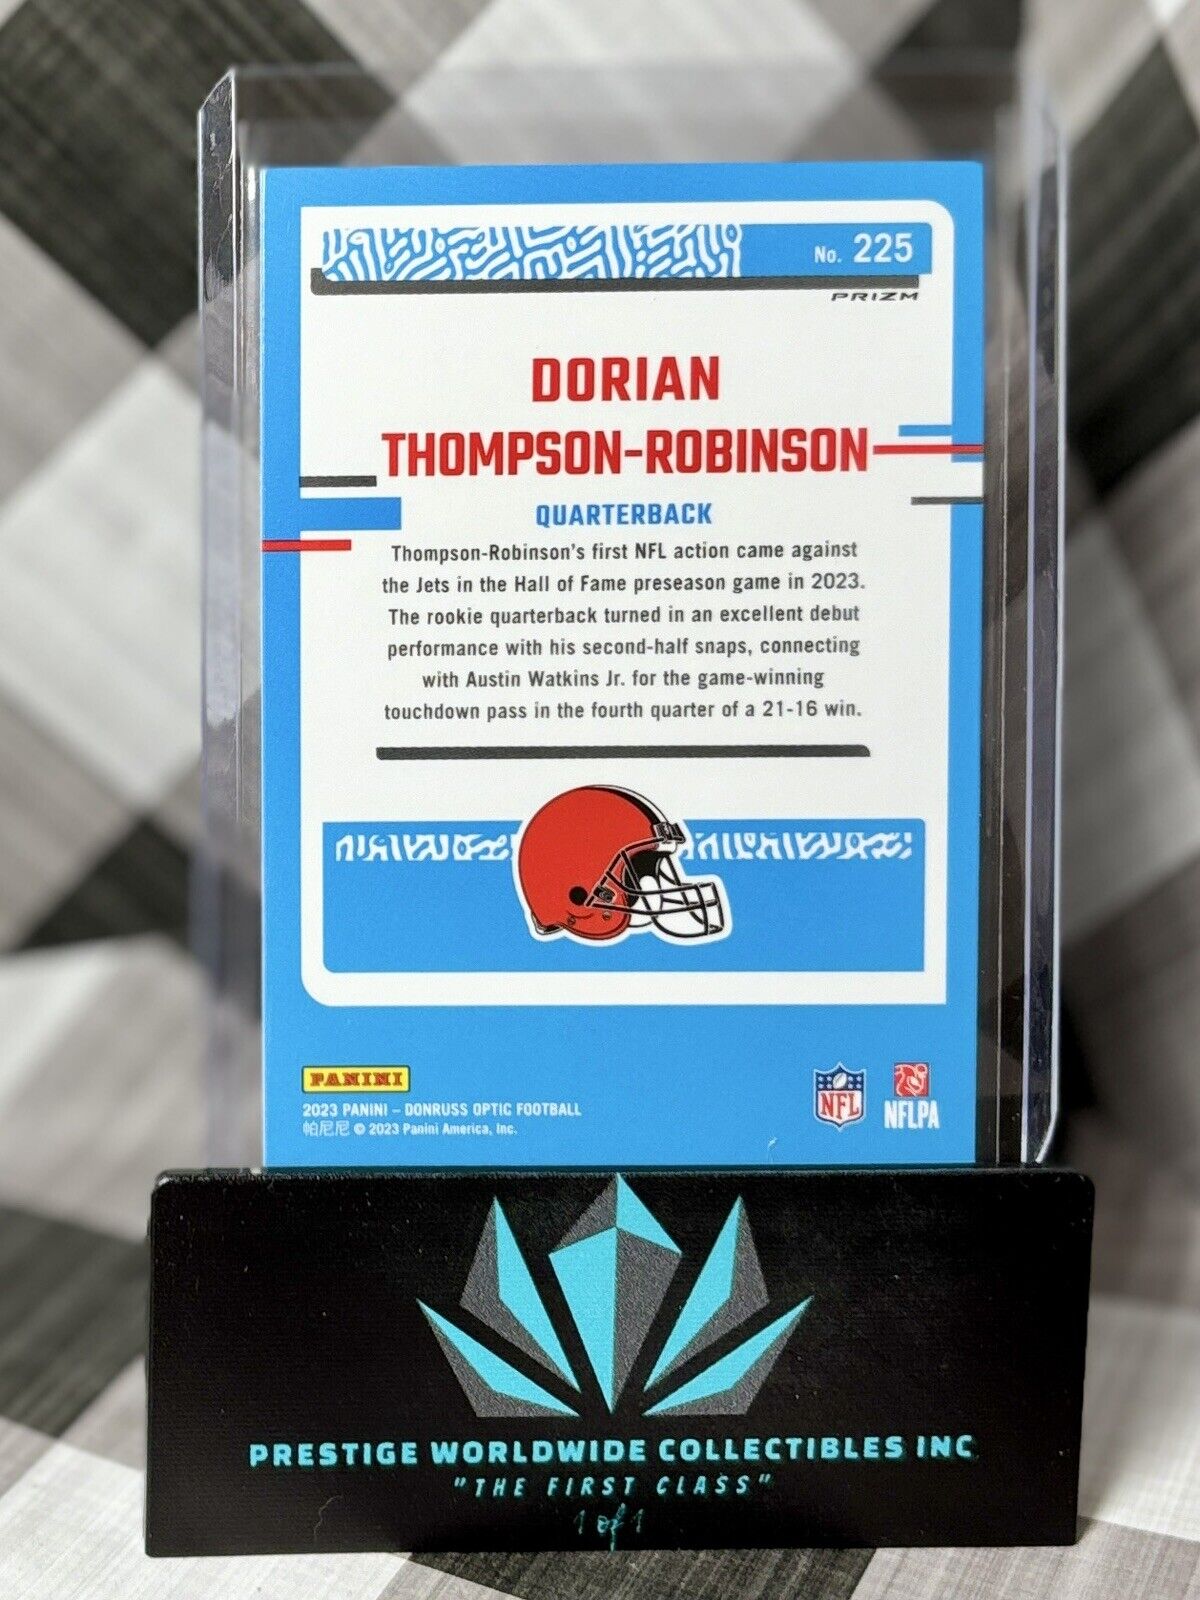 No. 225
PRIZM
DORIAN
THOMPSON-ROBINSON
QUARTERBACK
Thompson-Robinson's first NFL action came against
the Jets in the Hall of Fame preseason game in 2023.
The rookie quarterback turned in an excellent debut
performance with his second-half snaps, connecting
with Austin Watkins Jr. for the game-winning
touchdown pass in the fourth quarter of a 21-16 win.
PANINI
2023 PANINI – DONRUSS OPTIC FOOTBALL
帕尼尼 © 2023 Panini America, Inc.
NFL
NFLPA
PRESTIGE WORLDWIDE COLLECTIBLES INC
"THE FIRST CLASS"
1 of 1